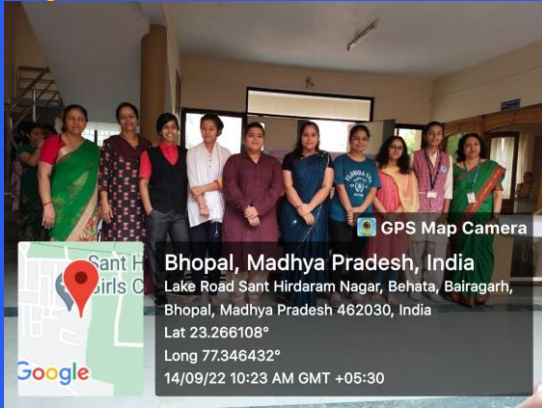 GPS Map Camera
Sant H
Girls C
Google
Bhopal, Madhya Pradesh, India
Lake Road Sant Hirdaram Nagar, Behata, Bairagarh,
Bhopal, Madhya Pradesh 462030, India
Lat 23.266108°
Long 77.346432°
14/09/22 10:23 AM GMT +05:30